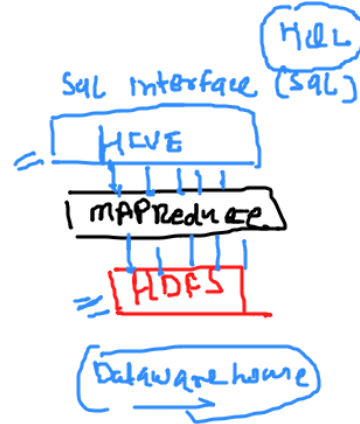 HQL
SQL Interface (SQL)
HIVE
MAPReduce
HDFS
Datawarehouse